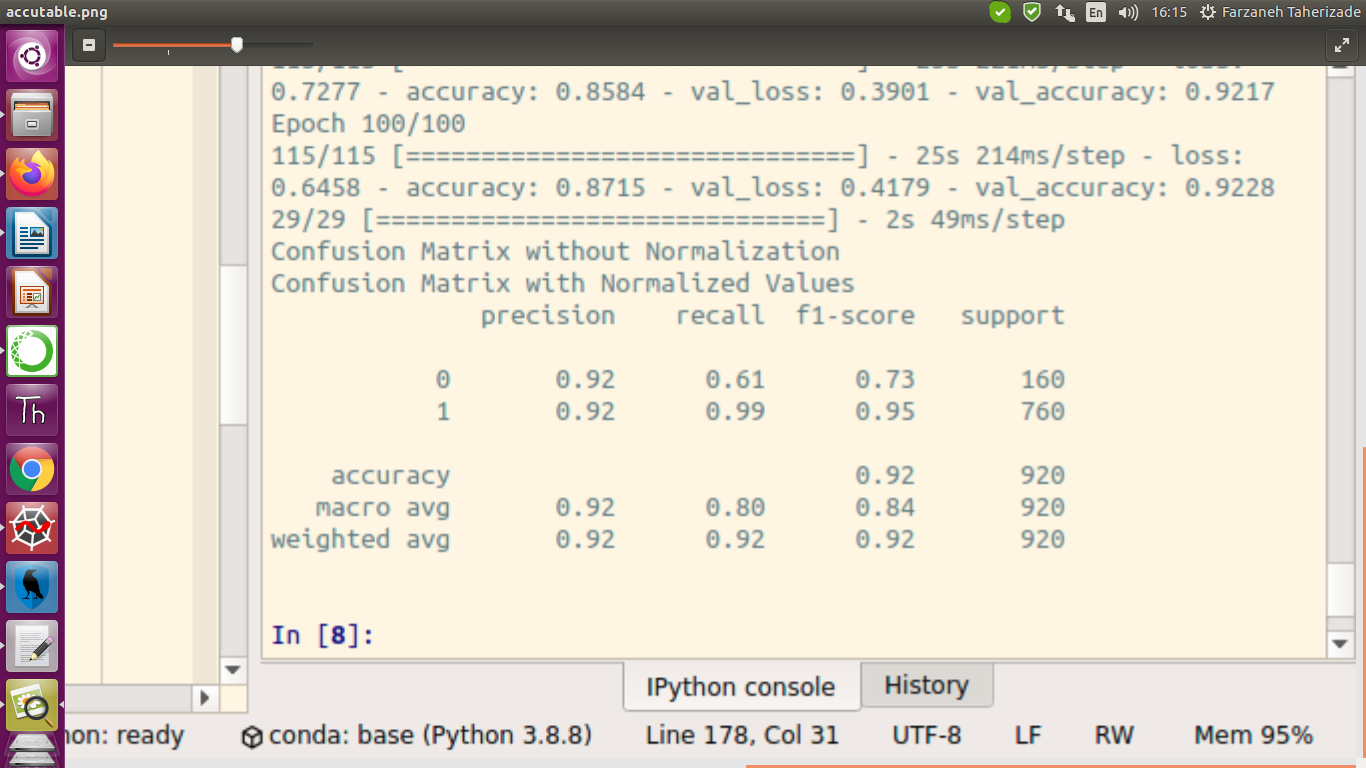 accutable.png
En
16:15
Farzaneh Taherizade
0.7277 - accuracy: 0.8584 - val_loss: 0.3901 - val_accuracy: 0.9217
Epoch 100/100
115/115 [==============================] - 25s 214ms/step - loss:
0.6458 - accuracy: 0.8715 - val_loss: 0.4179 - val_accuracy: 0.9228
29/29 [==============================] - 2s 49ms/step
Confusion Matrix without Normalization
Confusion Matrix with Normalized Values
precision recall f1-score support
0 0.92 0.61 0.73 160
1 0.92 0.99 0.95 760
accuracy 0.92 920
macro avg 0.92 0.80 0.84 920
weighted avg 0.92 0.92 0.92 920
In [8]:
IPython console
History
Th
: ready
conda: base (Python 3.8.8)
Line 178, Col 31
UTF-8
LF
RW
Mem 95%